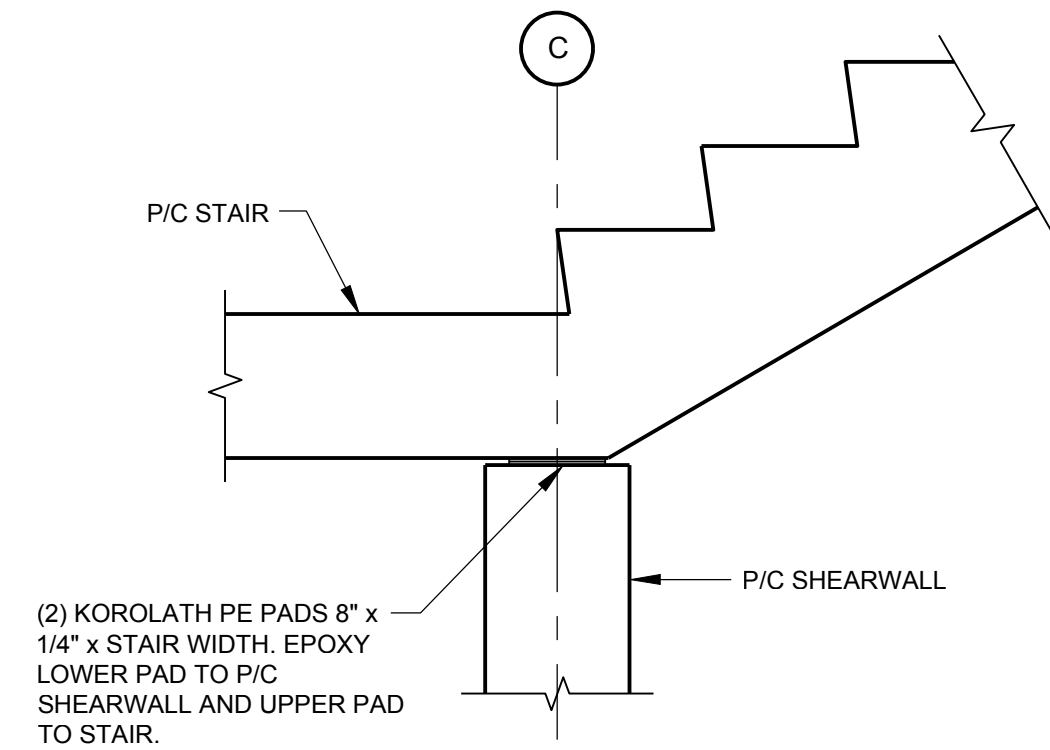 C
P/C STAIR
P/C SHEARWALL
(2) KOROLATH PE PADS 8" x
1/4" x STAIR WIDTH. EPOXY
LOWER PAD TO P/C
SHEARWALL AND UPPER PAD
TO STAIR.